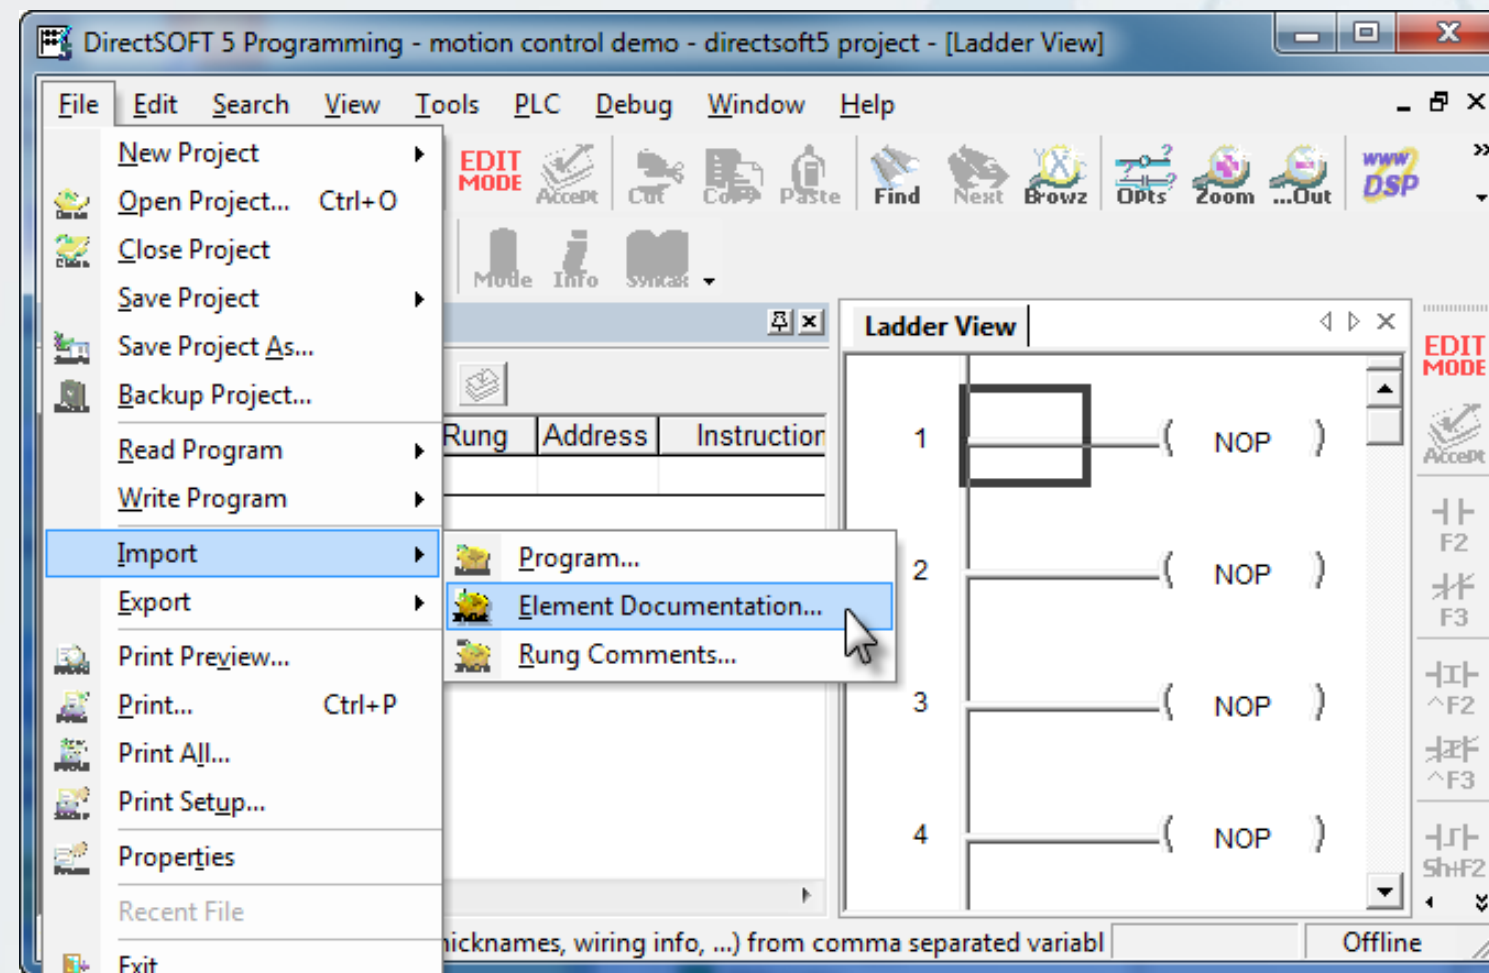 DirectSOFT 5 Programming - motion control demo - directsoft5 project - [Ladder View]
File Edit Search View Tools PLC Debug Window Help
New Project
Open Project... Ctrl+O
Close Project
Save Project
Save Project As...
Backup Project...
Read Program
Write Program
Import
Export
Print Preview...
Print... Ctrl+P
Print All...
Print Setup...
Properties
Recent File
Exit
Program...
Element Documentation...
Rung Comments...
EDIT MODE Accept Cut Copy Paste Find Next Browz Opts Zoom ...Out WWW DSP
Mode Info Syntax
Rung Address Instruction
Ladder View
1 NOP
2 NOP
3 NOP
4 NOP
EDIT
MODE
Accept
F2
F3
^F2
^F3
Sh+F2
nicknames, wiring info, ...) from comma separated variabl
Offline